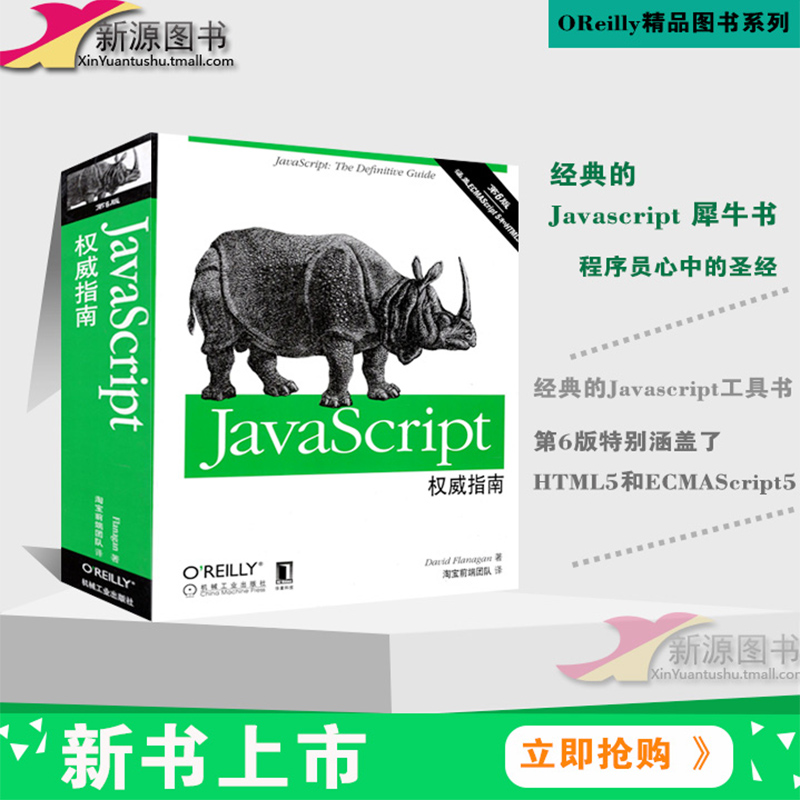 新源图书
XinYuantushu.tmall.com
OReilly精品图书系列
经典的
Javascript 犀牛书
程序员心中的圣经
经典的Javascript工具书
第6版特别涵盖了
HTML5和ECMAScript5
第6版
JavaScript
权威指南
Flanagan 著
淘宝前端团队 译
O'REILLY
机械工业出版社
JavaScript: The Definitive Guide
第6版
JavaScript
权威指南
David Flanagan 著
淘宝前端团队 译
O'REILLY
机械工业出版社
China Machine Press
华章科技
新源图书
XinYuantushu.tmall.com
新书上市
立即抢购 》